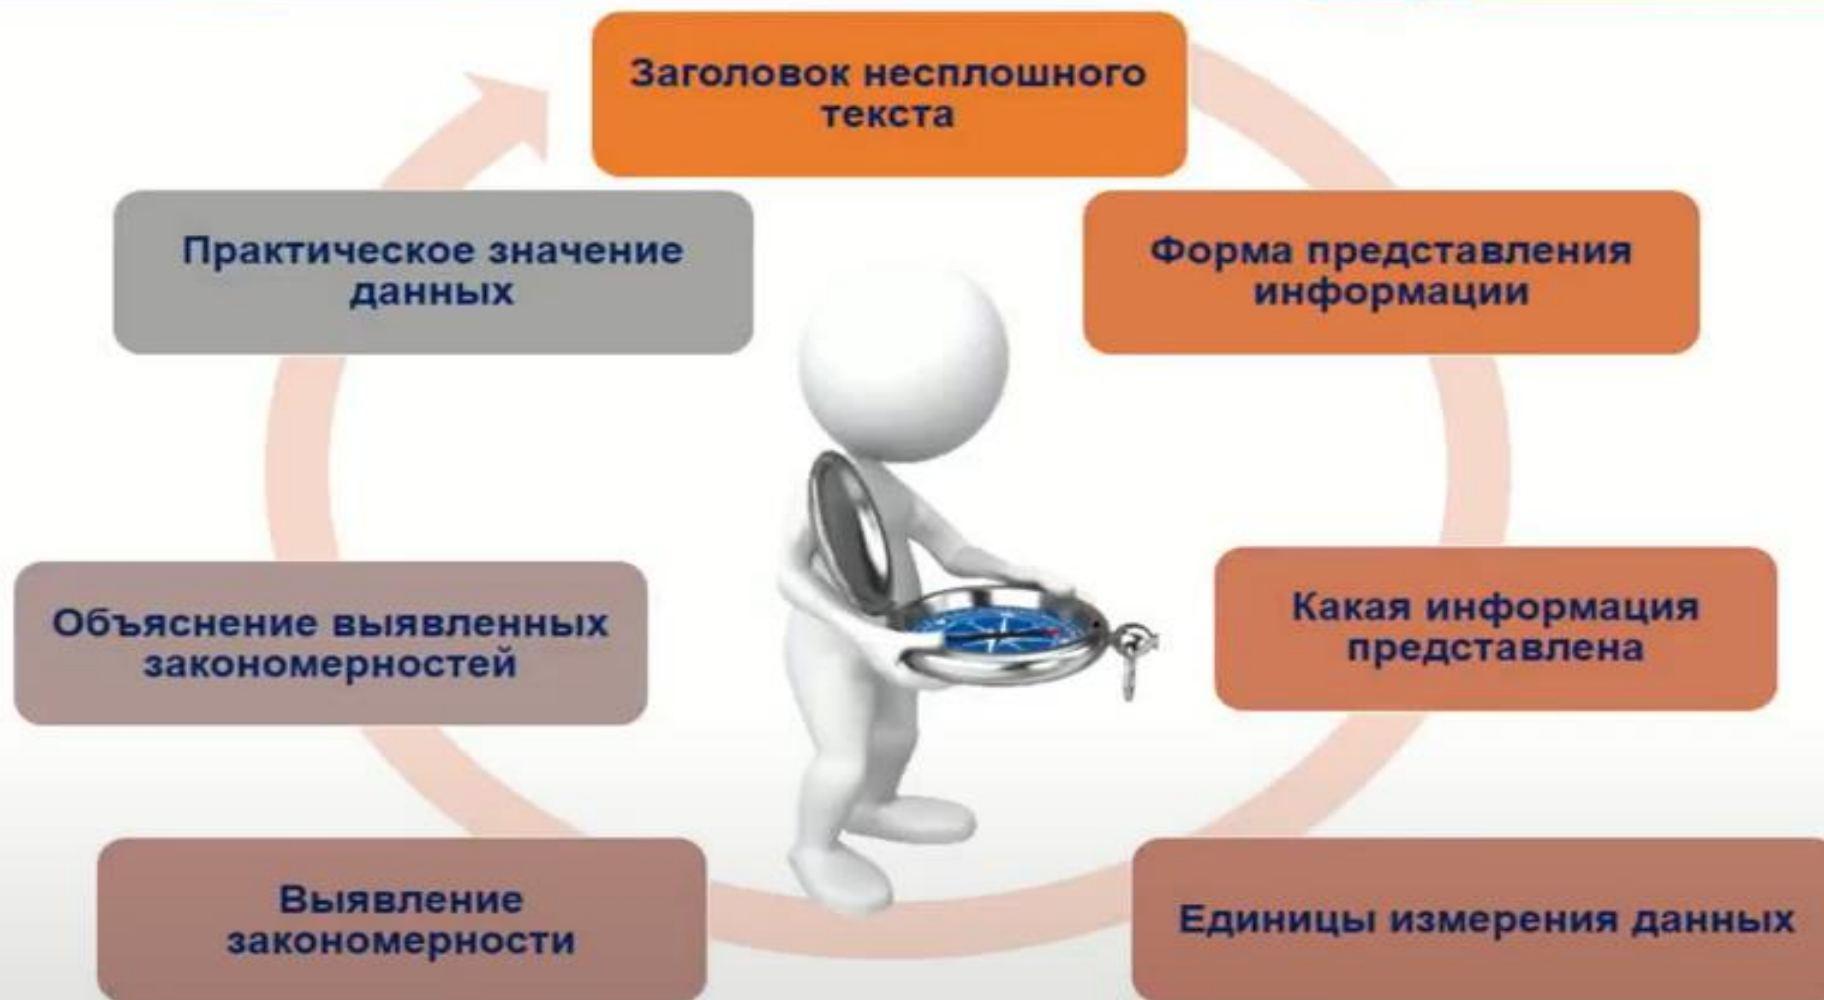 Заголовок несплошного
текста
Форма представления
информации
Какая информация
представлена
Единицы измерения данных
Выявление
закономерности
Объяснение выявленных
закономерностей
Практическое значение
данных